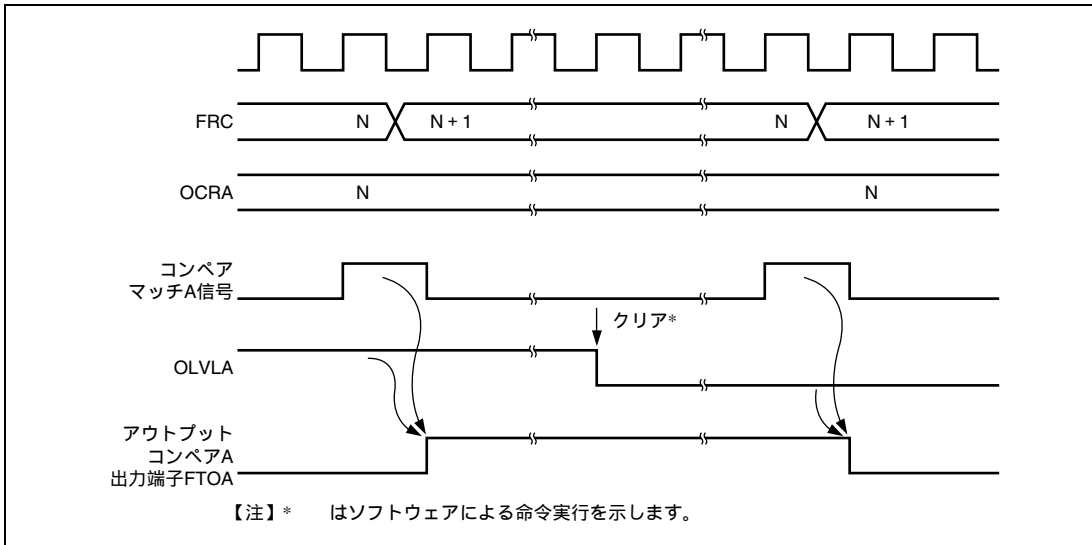 FRC
N
N + 1
N
N + 1
OCRA
N
N
コンペア
マッチA信号
クリア*
OLVLA
アウトプット
コンペアA
出力端子FTOA
【注】* はソフトウェアによる命令実行を示します。